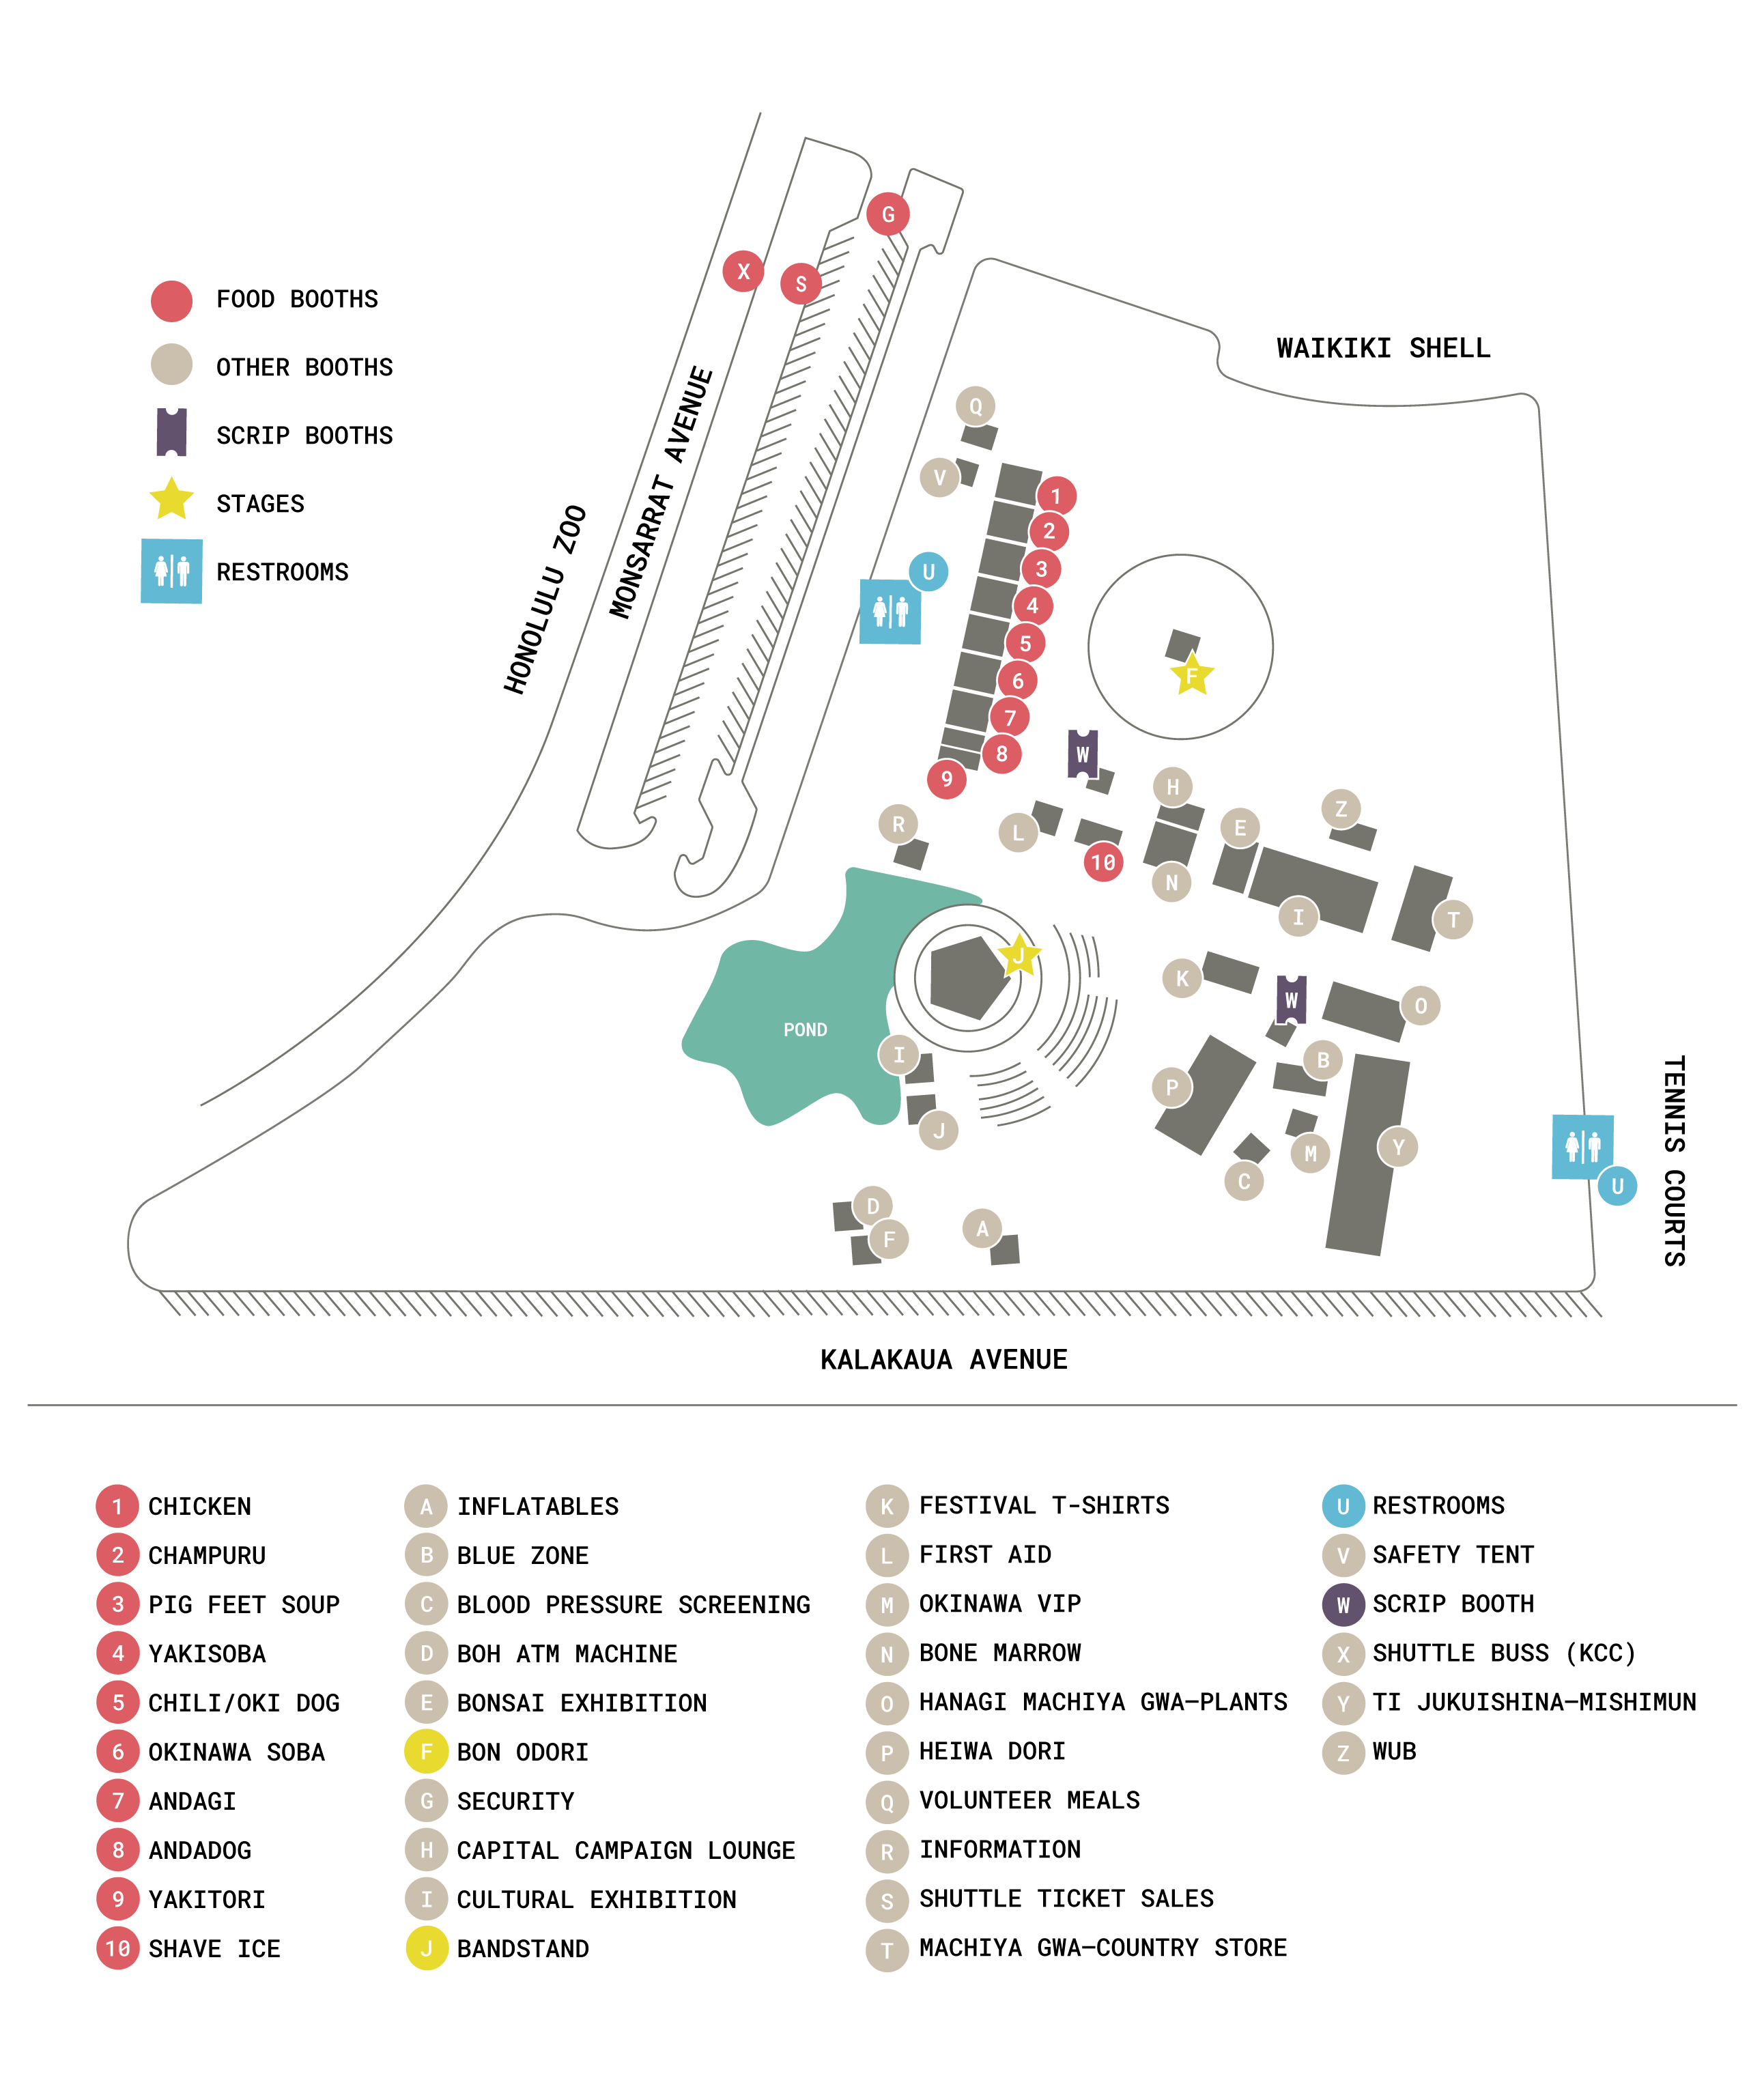 FOOD BOOTHS
OTHER BOOTHS
SCRIP BOOTHS
STAGES
RESTROOMS
G
X
S
WAIKIKI SHELL
MONSARRAT AVENUE
HONOLULU ZOO
Q
V
1
2
U
3
4
5
6
F
7
W
8
9
H
Z
R
L
E
10
N
I
T
J
K
W
O
POND
I
B
P
J
M
Y
C
U
TENNIS COURTS
D
A
F
KALAKAUA AVENUE
1 CHICKEN
2 CHAMPURU
3 PIG FEET SOUP
4 YAKISOBA
5 CHILI/OKI DOG
6 OKINAWA SOBA
7 ANDAGI
8 ANDADOG
9 YAKITORI
10 SHAVE ICE
A INFLATABLES
B BLUE ZONE
C BLOOD PRESSURE SCREENING
D BOH ATM MACHINE
E BONSAI EXHIBITION
F BON ODORI
G SECURITY
H CAPITAL CAMPAIGN LOUNGE
I CULTURAL EXHIBITION
J BANDSTAND
K FESTIVAL T-SHIRTS
L FIRST AID
M OKINAWA VIP
N BONE MARROW
O HANAGI MACHIYA GWA–PLANTS
P HEIWA DORI
Q VOLUNTEER MEALS
R INFORMATION
S SHUTTLE TICKET SALES
T MACHIYA GWA–COUNTRY STORE
U RESTROOMS
V SAFETY TENT
W SCRIP BOOTH
X SHUTTLE BUSS (KCC)
Y TI JUKUISHINA–MISHIMUN
Z WUB